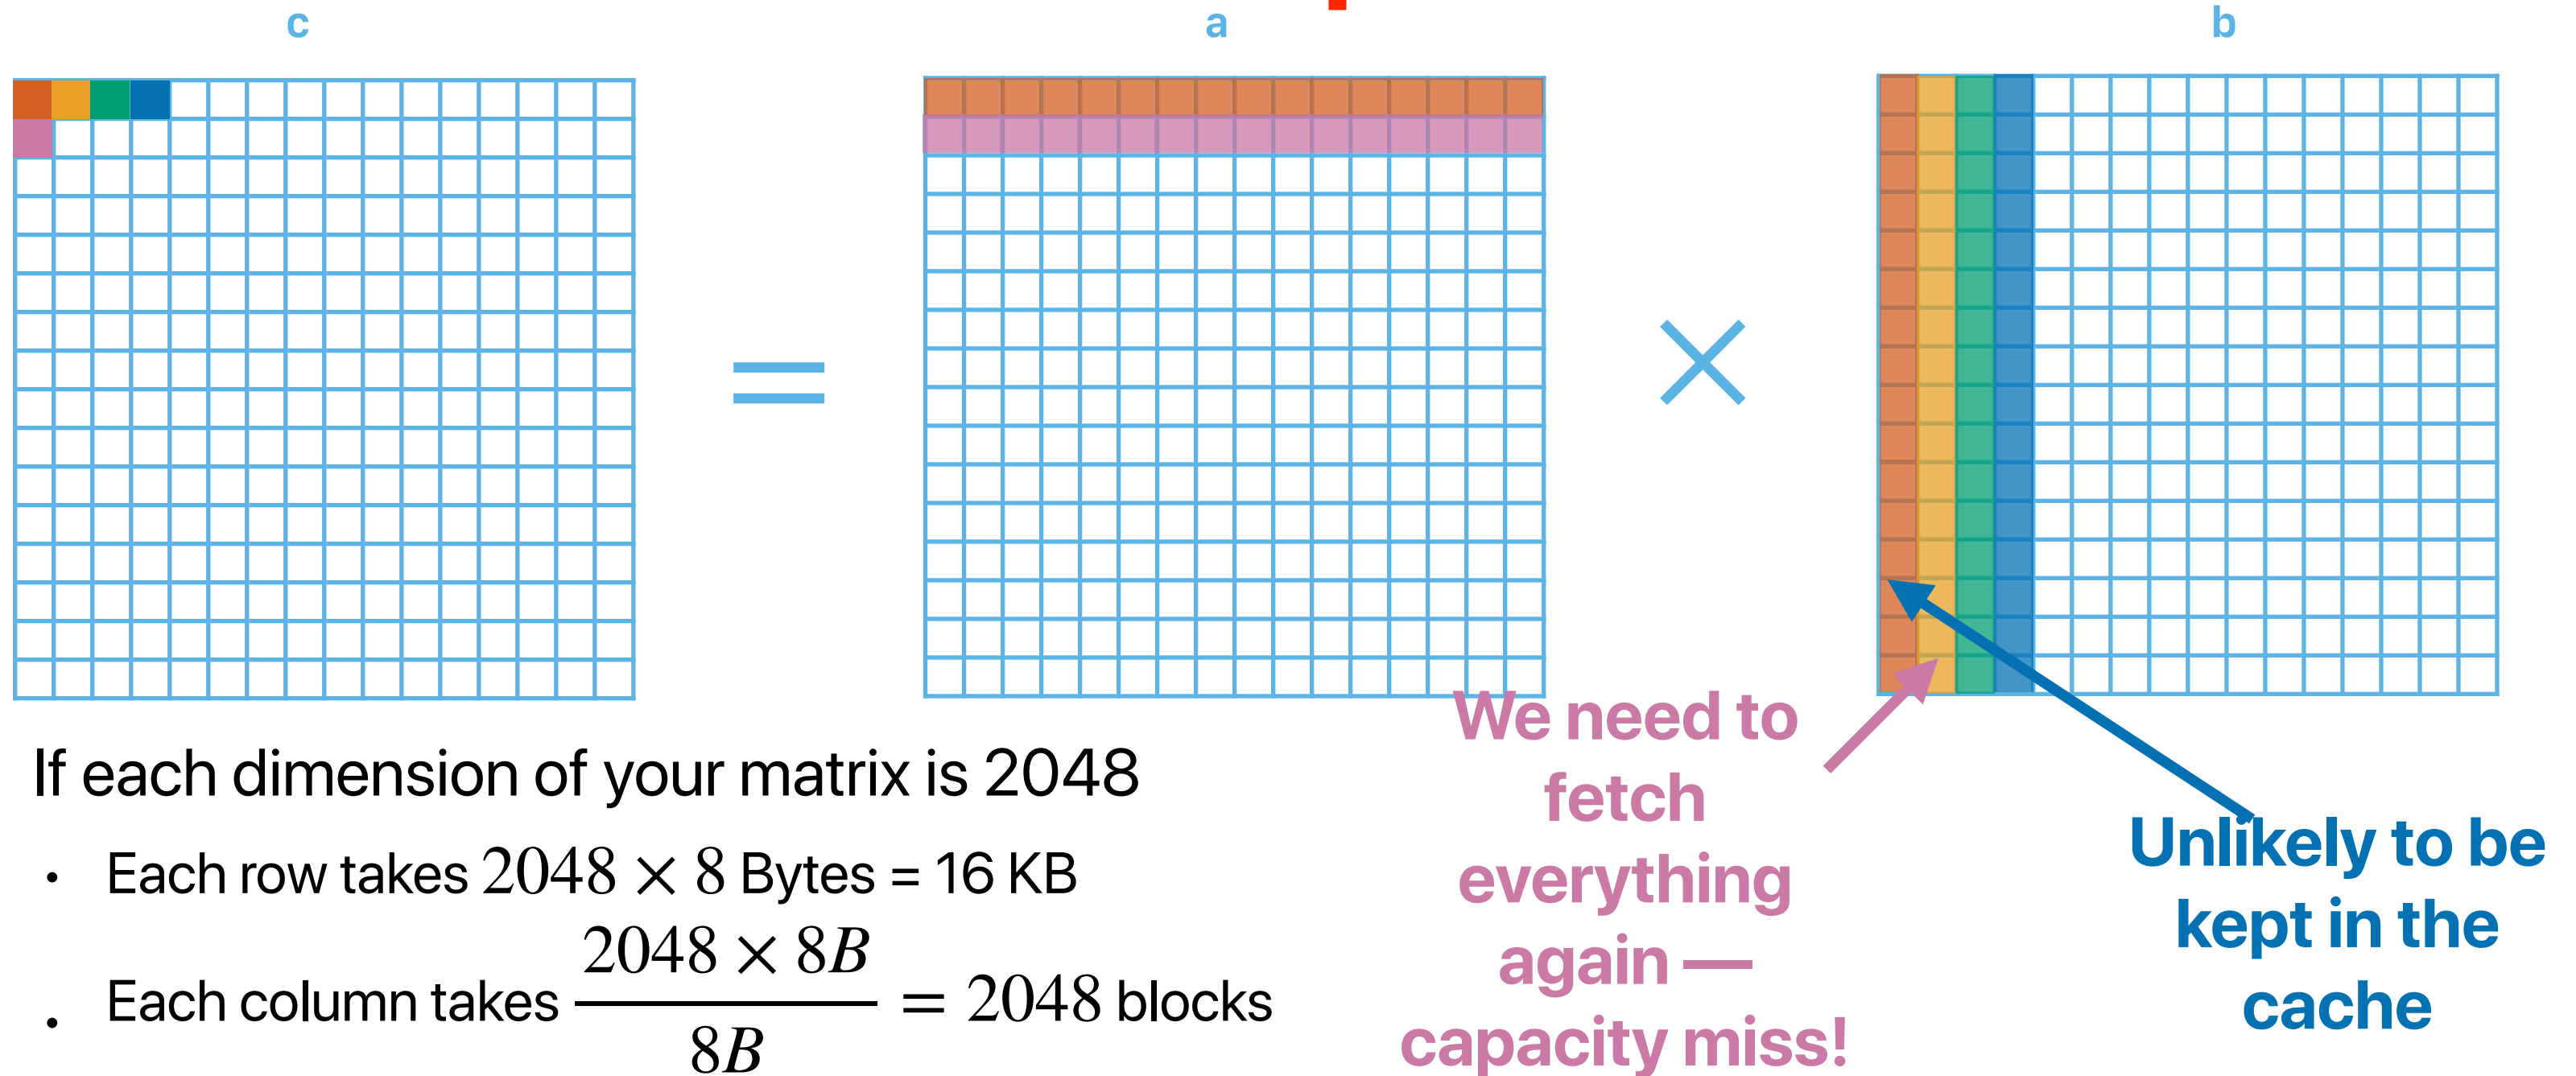 c
a
b
=
×
If each dimension of your matrix is 2048
· Each row takes 2048 × 8 Bytes = 16 KB
· Each column takes \frac{2048 × 8B}{8B} = 2048 blocks
We need to
fetch
everything
again —
capacity miss!
Unlikely to be
kept in the
cache